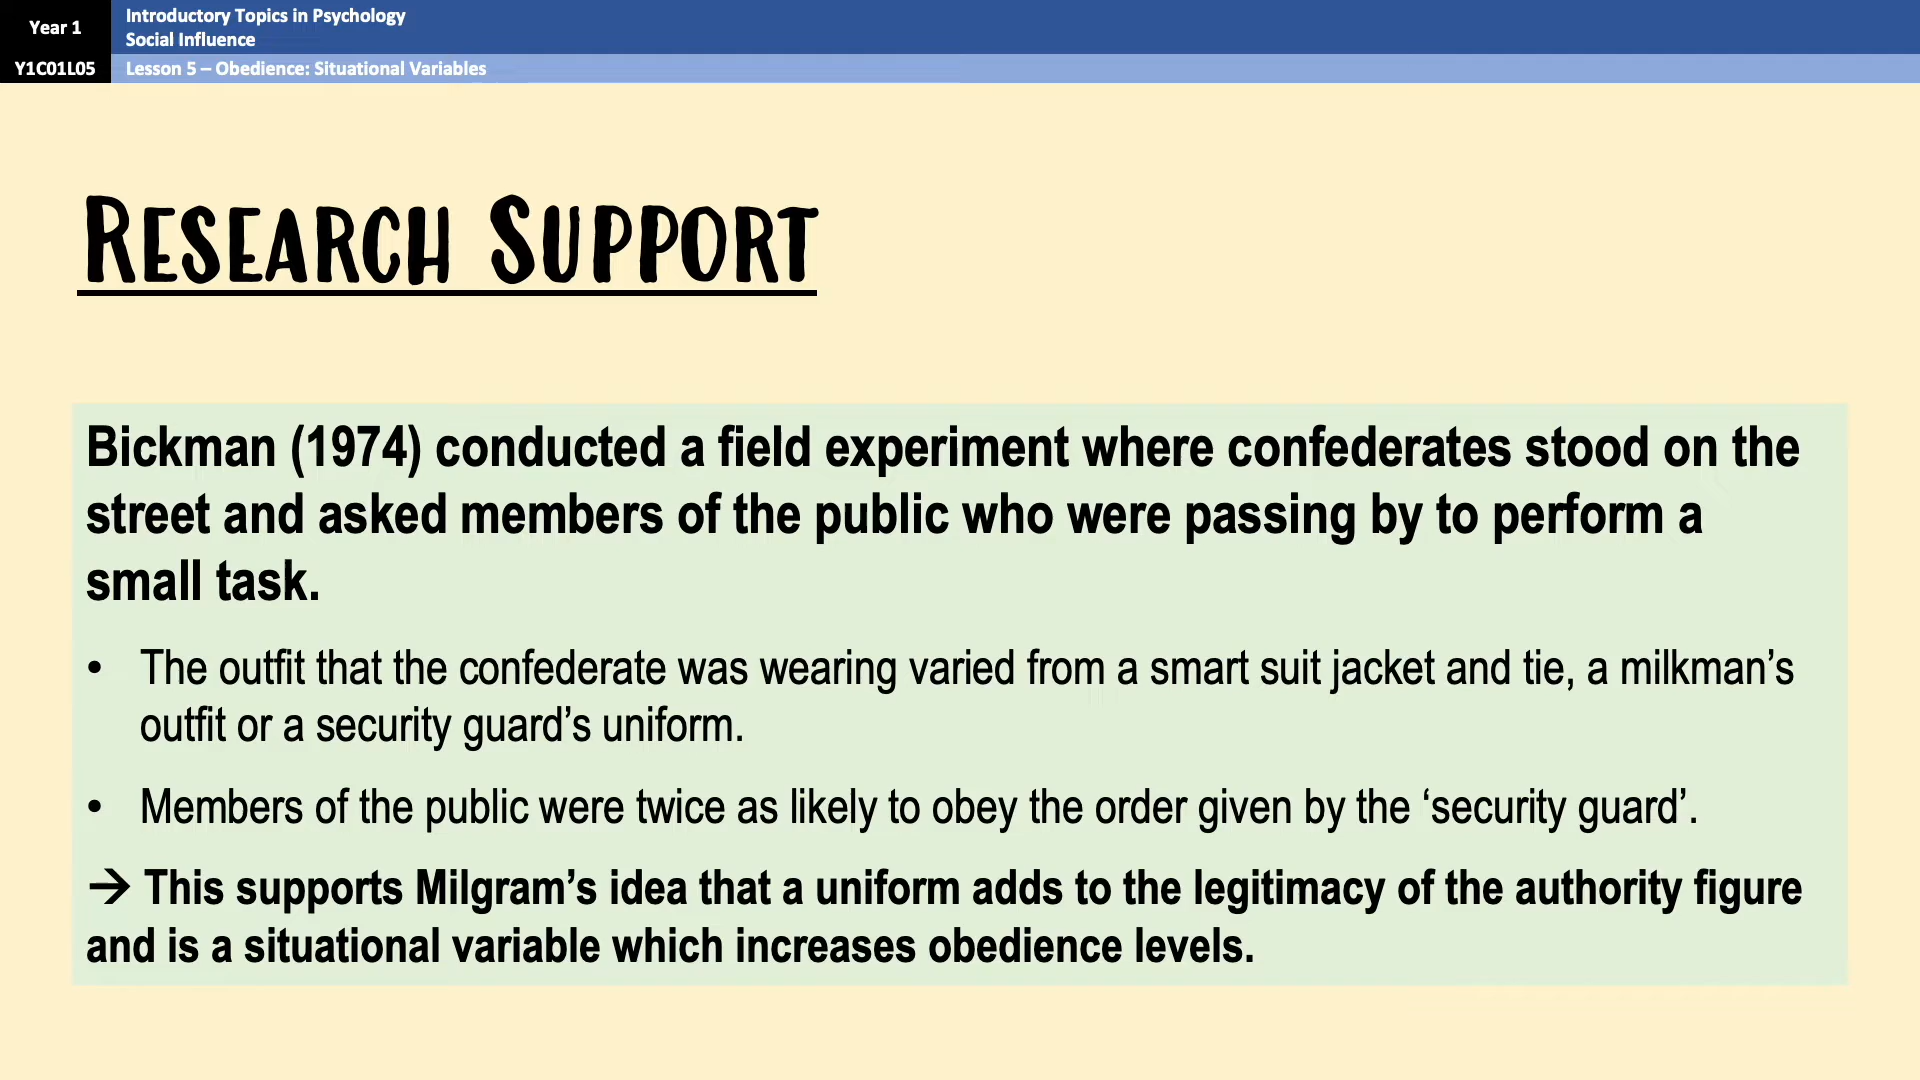 Year 1
Introductory Topics in Psychology
Social Influence
Y1C01L05
Lesson 5 – Obedience: Situational Variables
RESEARCH SUPPORT
Bickman (1974) conducted a field experiment where confederates stood on the
street and asked members of the public who were passing by to perform a
small task.
• The outfit that the confederate was wearing varied from a smart suit jacket and tie, a milkman’s
outfit or a security guard’s uniform.
• Members of the public were twice as likely to obey the order given by the ‘security guard’.
→ This supports Milgram’s idea that a uniform adds to the legitimacy of the authority figure
and is a situational variable which increases obedience levels.